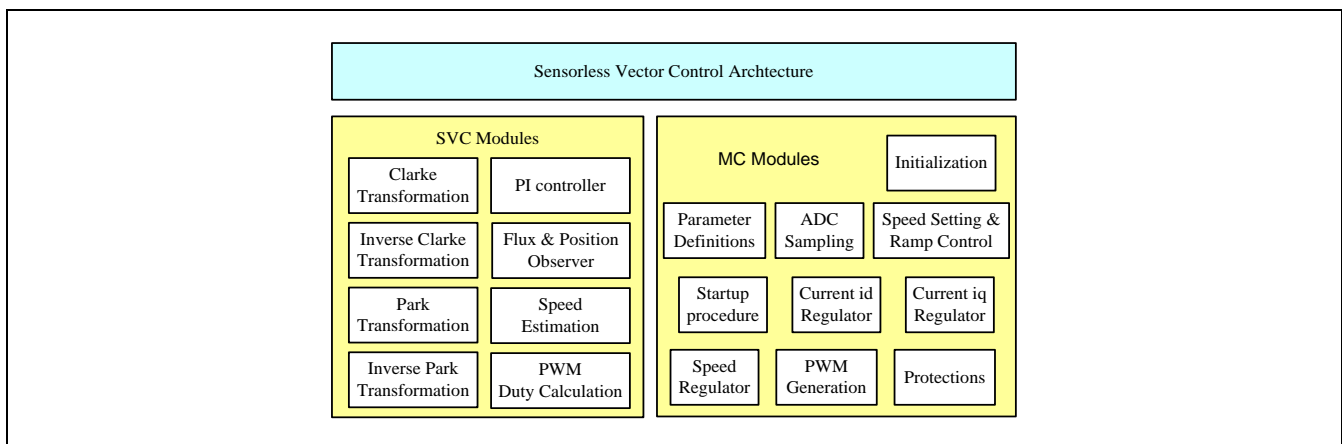 Sensorless Vector Control Archtecture
SVC Modules
Clarke
Transformation
PI controller
Inverse Clarke
Transformation
Flux & Position
Observer
Park
Transformation
Speed
Estimation
Inverse Park
Transformation
PWM
Duty Calculation
MC Modules
Initialization
Parameter
Definitions
ADC
Sampling
Speed Setting &
Ramp Control
Startup
procedure
Current id
Regulator
Current iq
Regulator
Speed
Regulator
PWM
Generation
Protections